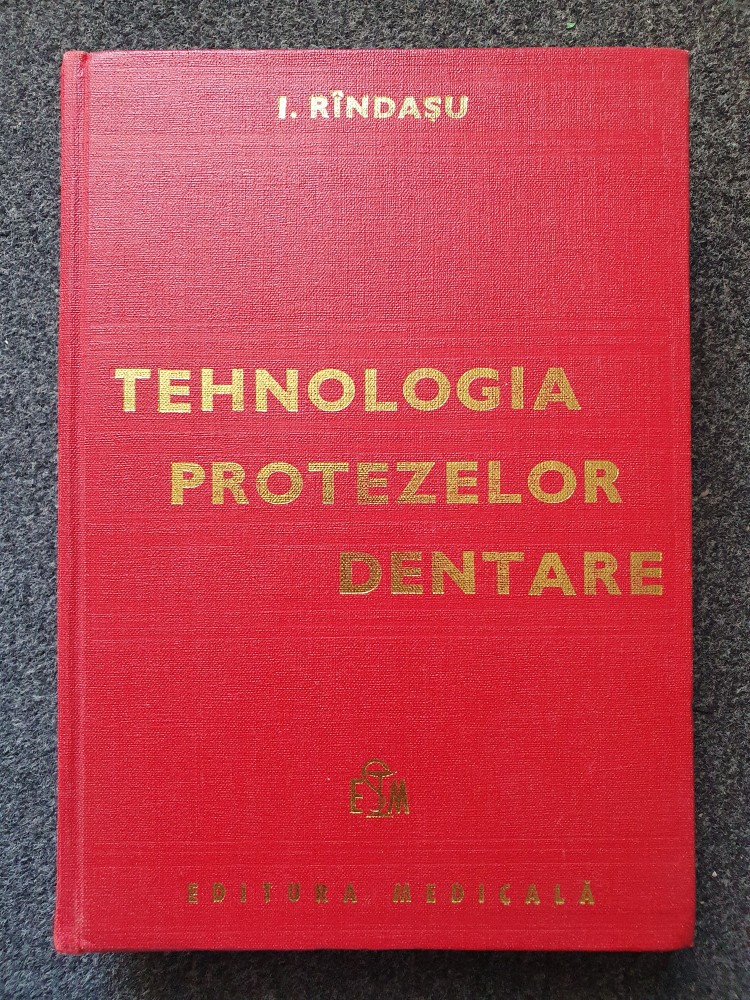 I. RÎNDAȘU
TEHNOLOGIA
PROTEZELOR
DENTARE
E M
EDITURA MEDICALĂ